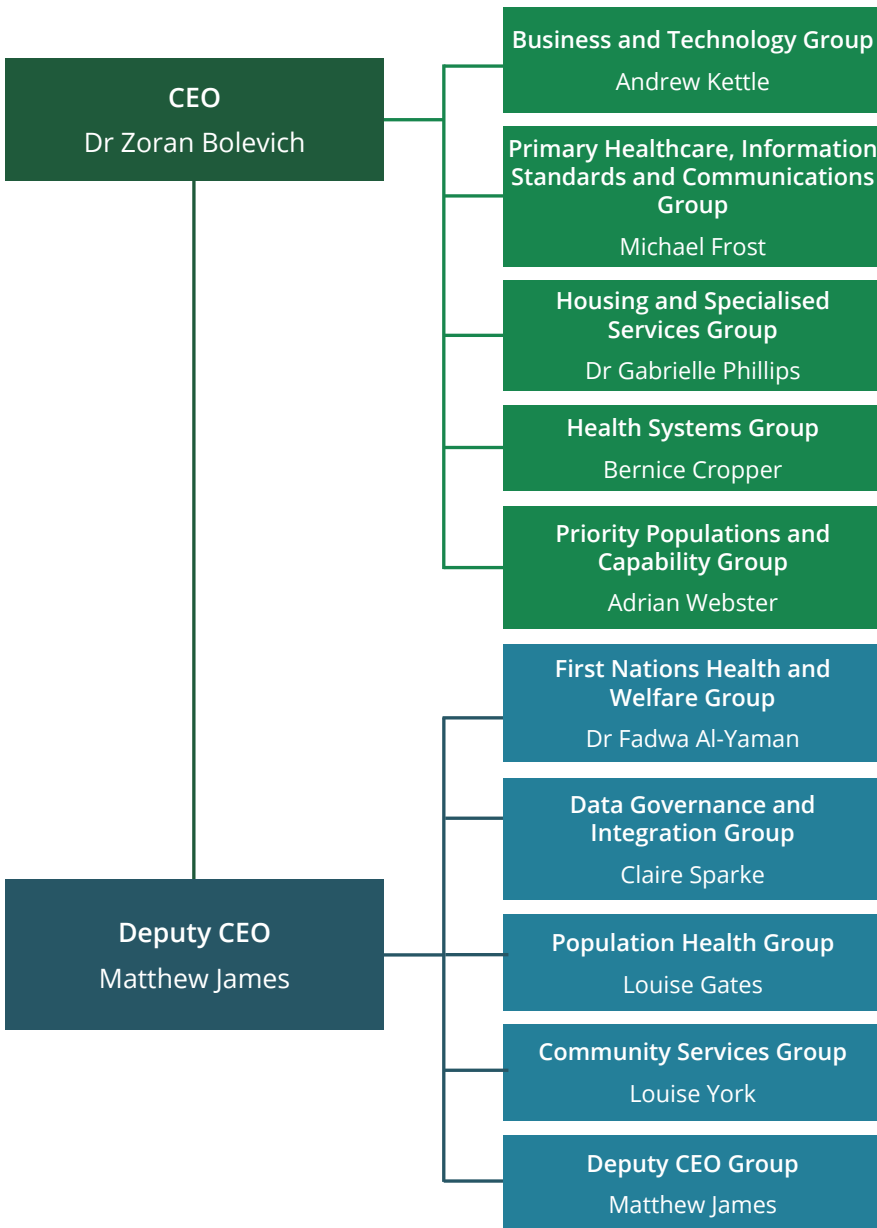 CEO
Dr Zoran Bolevich
Business and Technology Group
Andrew Kettle
Primary Healthcare, Information
Standards and Communications
Group
Michael Frost
Housing and Specialised
Services Group
Dr Gabrielle Phillips
Health Systems Group
Bernice Cropper
Priority Populations and
Capability Group
Adrian Webster
Deputy CEO
Matthew James
First Nations Health and
Welfare Group
Dr Fadwa Al-Yaman
Data Governance and
Integration Group
Claire Sparke
Population Health Group
Louise Gates
Community Services Group
Louise York
Deputy CEO Group
Matthew James